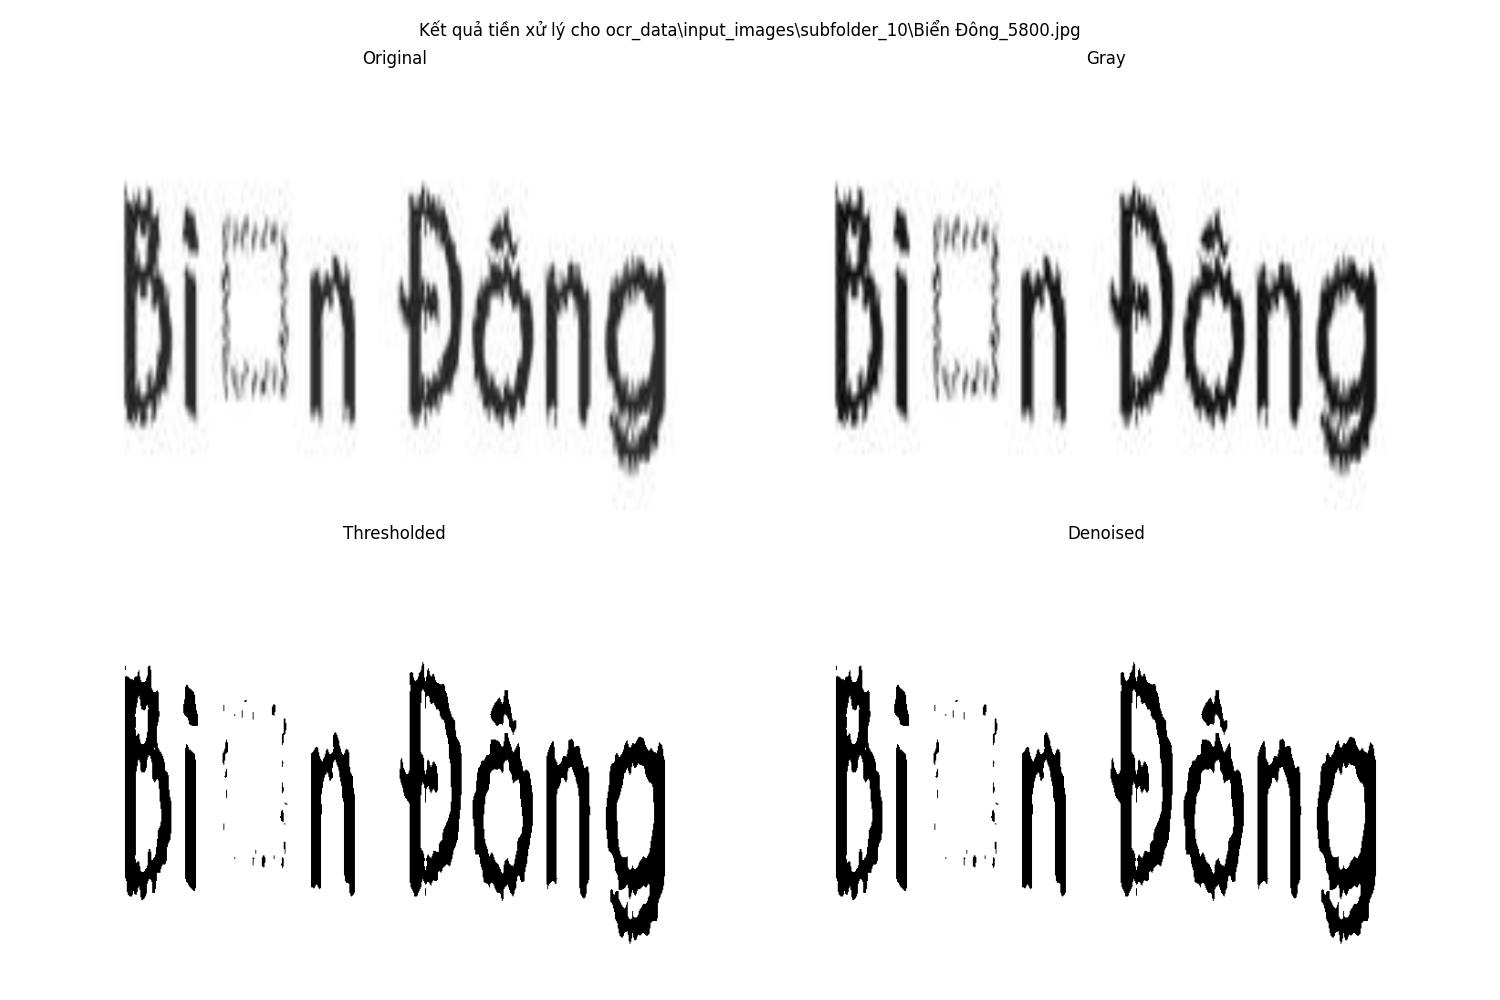 Kết quả tiền xử lý cho ocr_data\input_images\subfolder_10\Biển Đông_5800.jpg
Original
Gray
Bi□n Đông
Bi□n Đông
Thresholded
Denoised
Bi□n Đông
Bi□n Đông